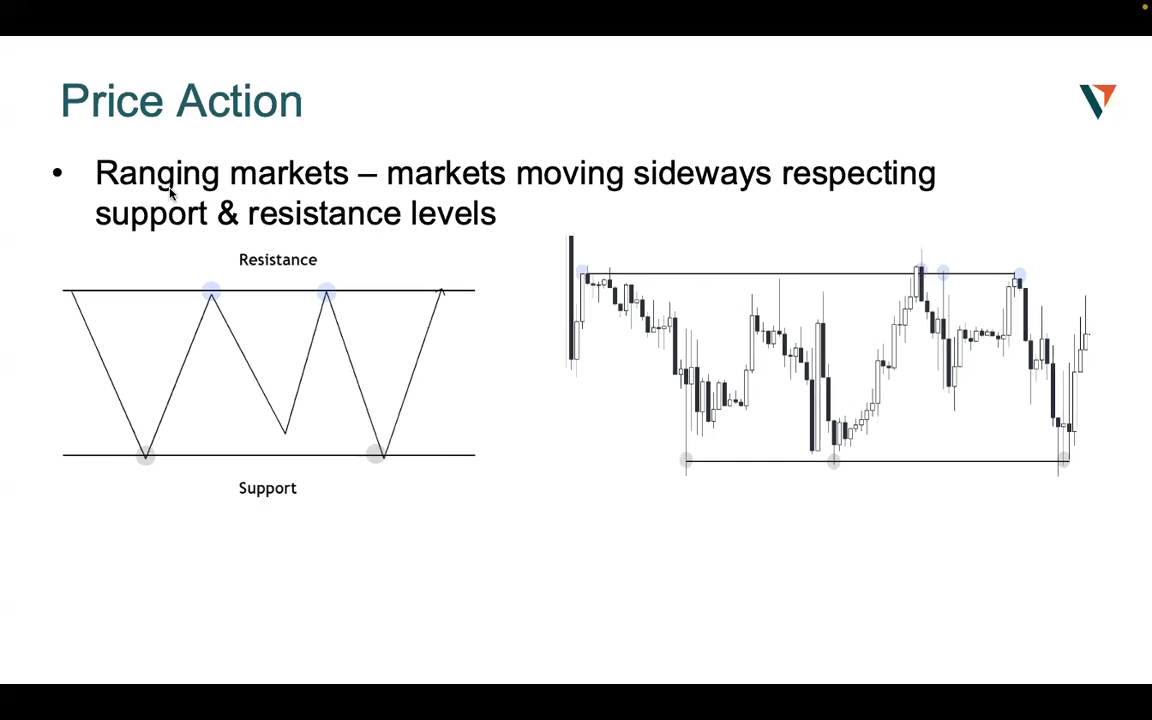 Price Action
• Ranging markets – markets moving sideways respecting
support & resistance levels
Resistance
Support